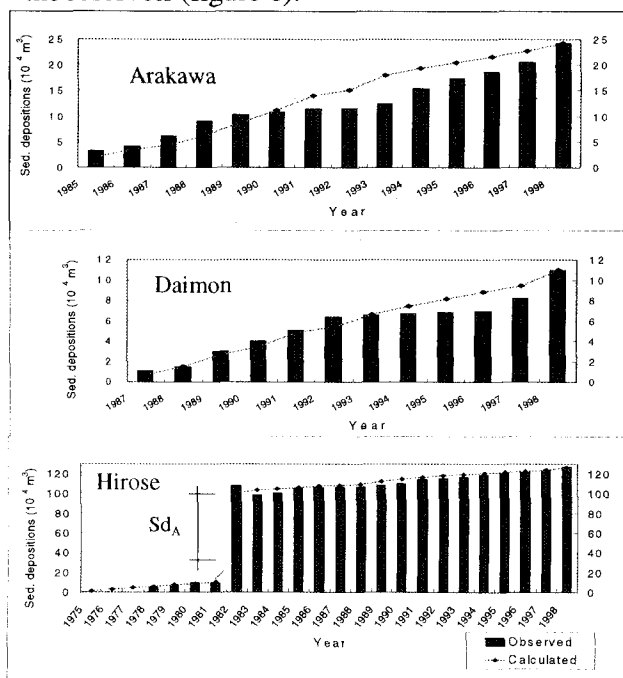 (figure
Arakawa
Sed. depositions (10⁴ m³)
25 25
20 20
15 15
10 10
5 5
0 0
1985 1986 1987 1988 1989 1990 1991 1992 1993 1994 1995 1996 1997 1998
Year
Daimon
Sed. depositions (10⁴ m³)
12 12
10 10
8 8
6 6
4 4
2 2
0 0
1987 1988 1989 1990 1991 1992 1993 1994 1995 1996 1997 1998
Year
Hirose
Sd_A
Sed. depositions (10⁴ m³)
120 120
100 100
80 80
60 60
40 40
20 20
0 0
1975 1976 1977 1978 1979 1980 1981 1982 1983 1984 1985 1986 1987 1988 1989 1990 1991 1992 1993 1994 1995 1996 1997 1998
Year
Observed
Calculated